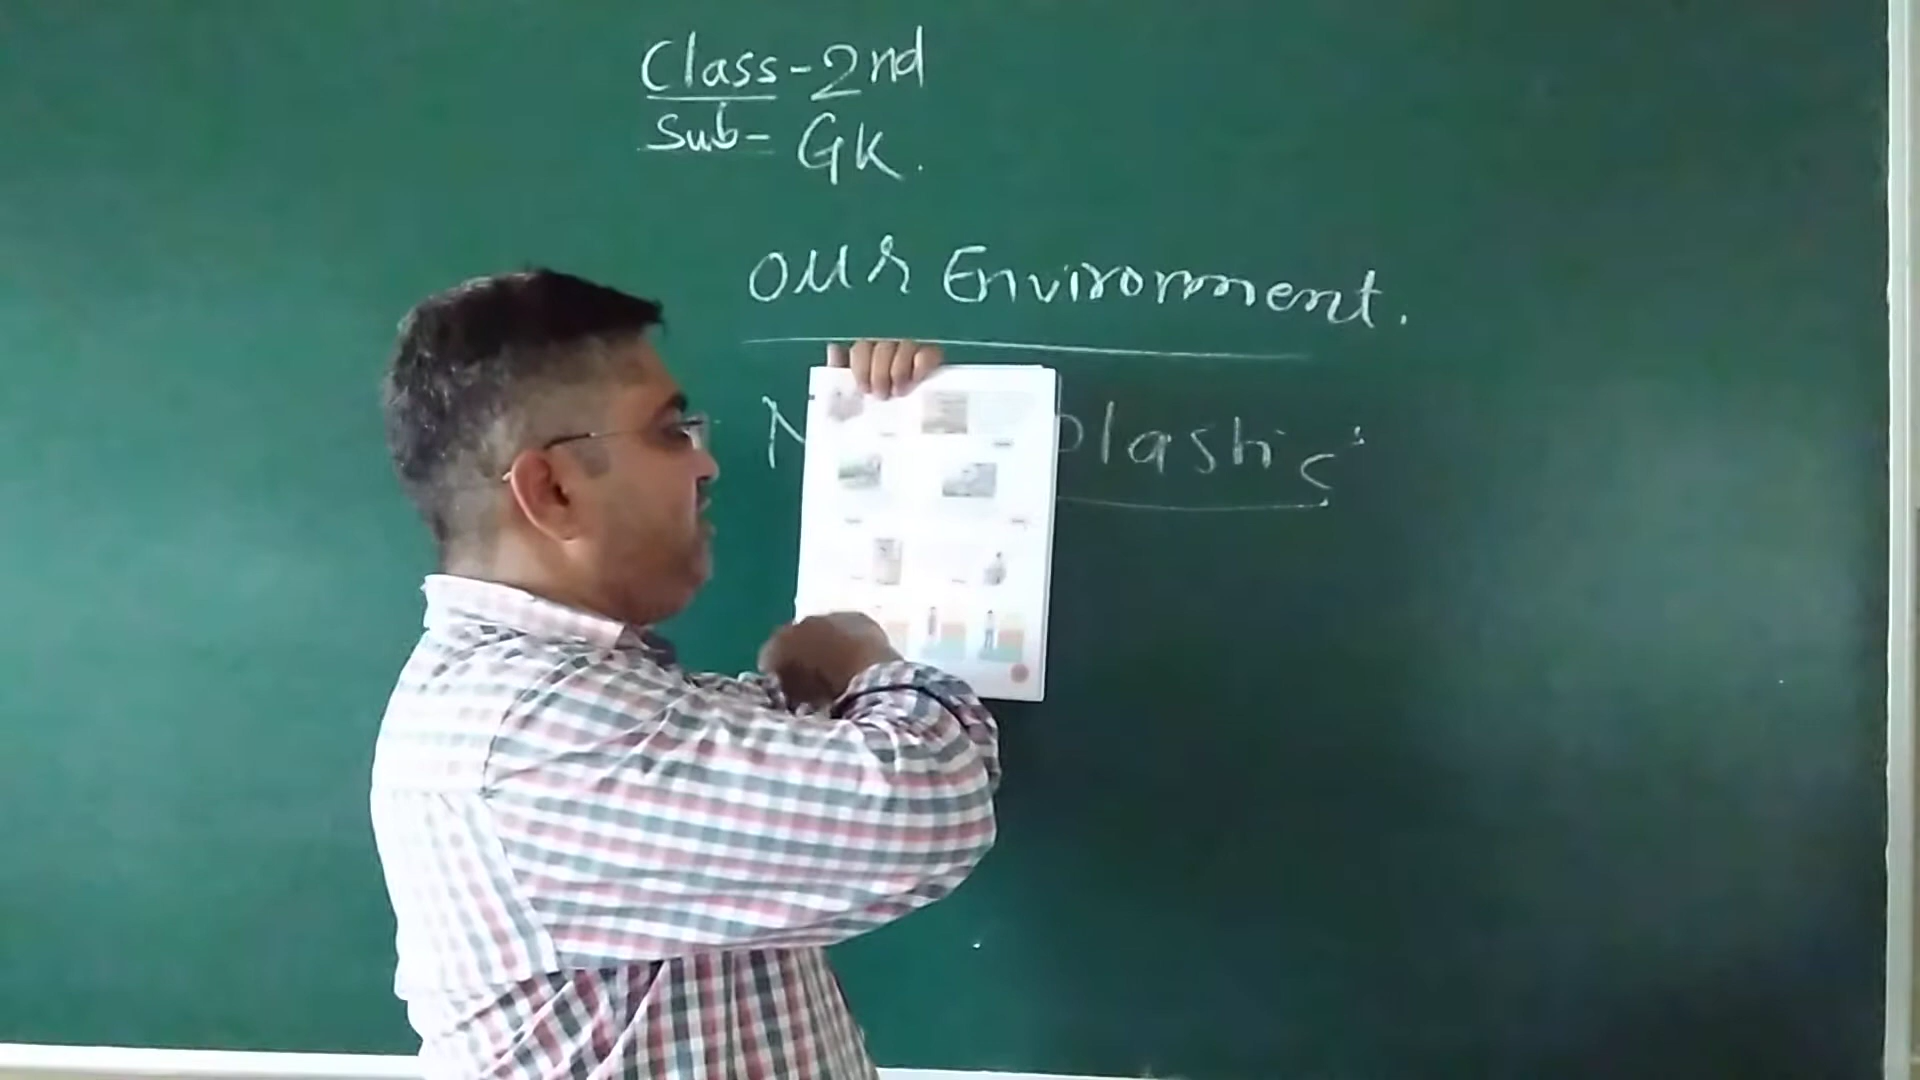 Class-2nd
Sub- GK.
Our Environment.
plastic